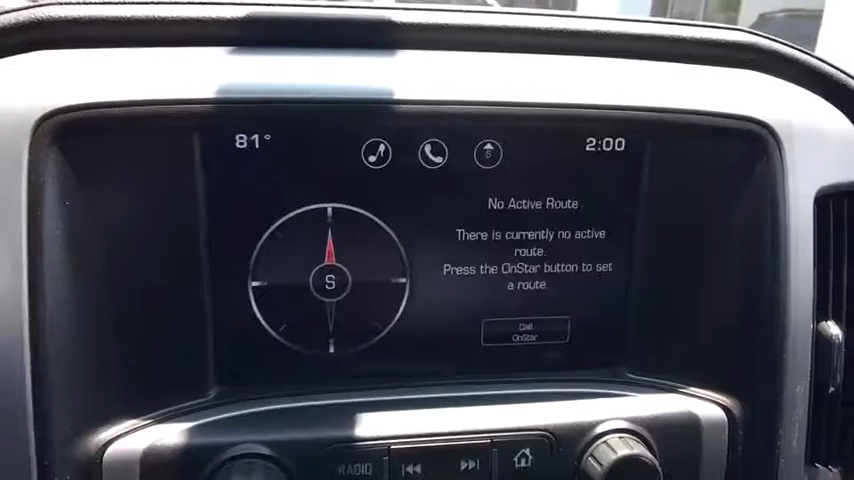 81°
S
2:00
No Active Route
There is currently no active
route.
Press the OnStar button to set
a route.
S
Call
OnStar
RADIO